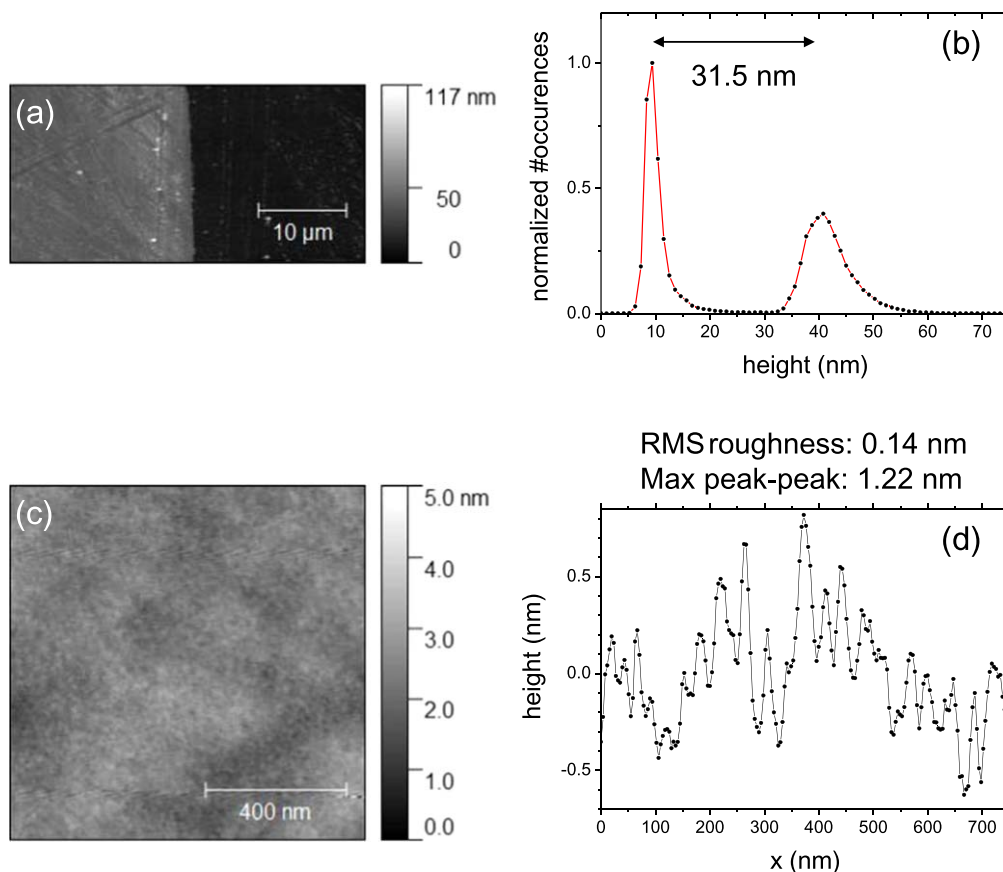 (a)
117 nm
50
0
10 µm
(b)
31.5 nm
normalized #occurences
1.0
0.5
0.0
0
10
20
30
40
50
60
70
height (nm)
(c)
5.0 nm
4.0
3.0
2.0
1.0
0.0
400 nm
RMS roughness: 0.14 nm
Max peak-peak: 1.22 nm
(d)
height (nm)
0.5
0.0
-0.5
0
100
200
300
400
500
600
700
x (nm)